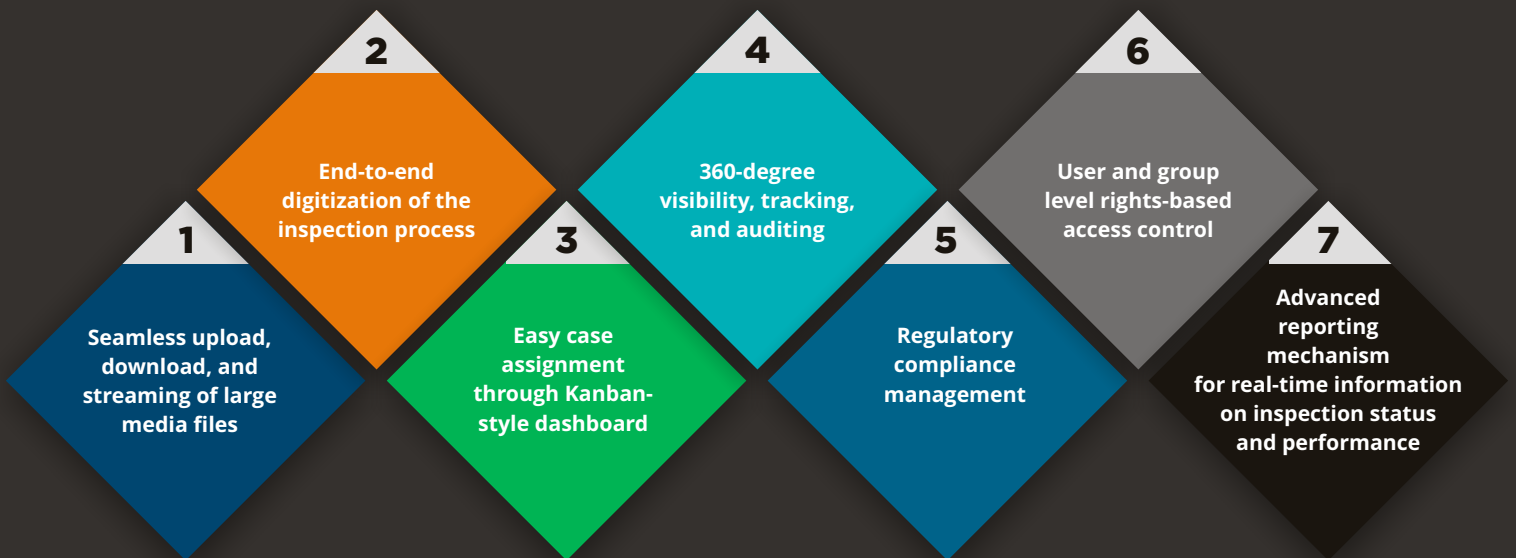 1
Seamless upload,
download, and
streaming of large
media files
2
End-to-end
digitization of the
inspection process
3
Easy case
assignment
through Kanban-
style dashboard
4
360-degree
visibility, tracking,
and auditing
5
Regulatory
compliance
management
6
User and group
level rights-based
access control
7
Advanced
reporting
mechanism
for real-time information
on inspection status
and performance